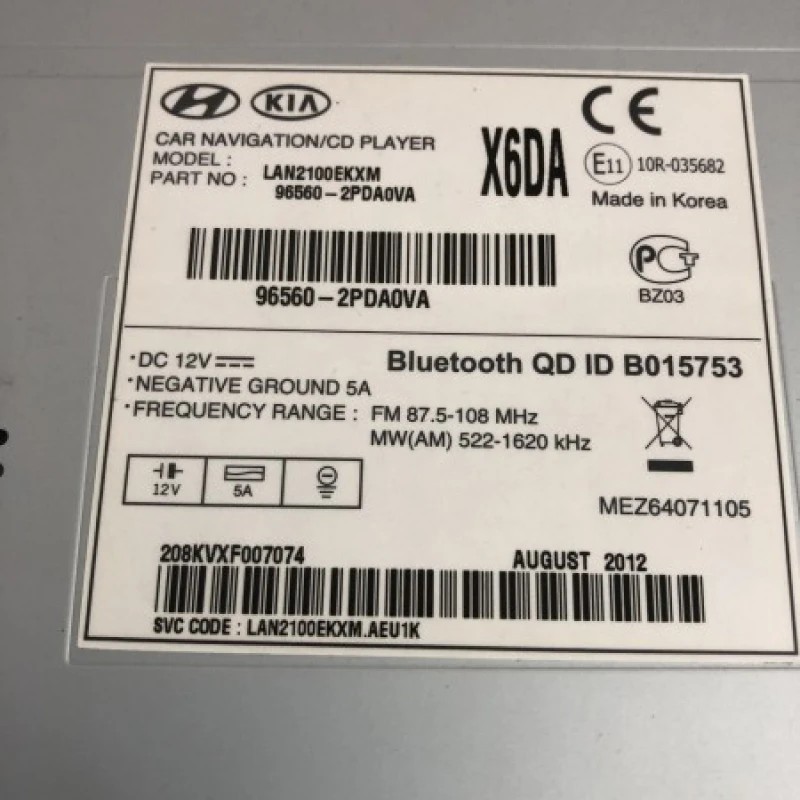 KIA
CE
CAR NAVIGATION/CD PLAYER
MODEL : LAN2100EKXM
PART NO : 96560-2PDA0VA
X6DA
E11 10R-035682
Made in Korea
96560-2PDA0VA
PCT
BZ03
·DC 12V
·NEGATIVE GROUND 5A
·FREQUENCY RANGE : FM 87.5-108 MHz
MW(AM) 522-1620 kHz
Bluetooth QD ID B015753
12V
5A
MEZ64071105
208KVXF007074
AUGUST 2012
SVC CODE : LAN2100EKXM.AEU1K